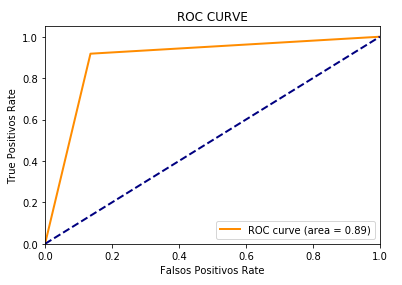 ROC CURVE
True Positivos Rate
1.0
0.8
0.6
0.4
0.2
0.0
0.0 0.2 0.4 0.6 0.8 1.0
ROC curve (area = 0.89)
Falsos Positivos Rate